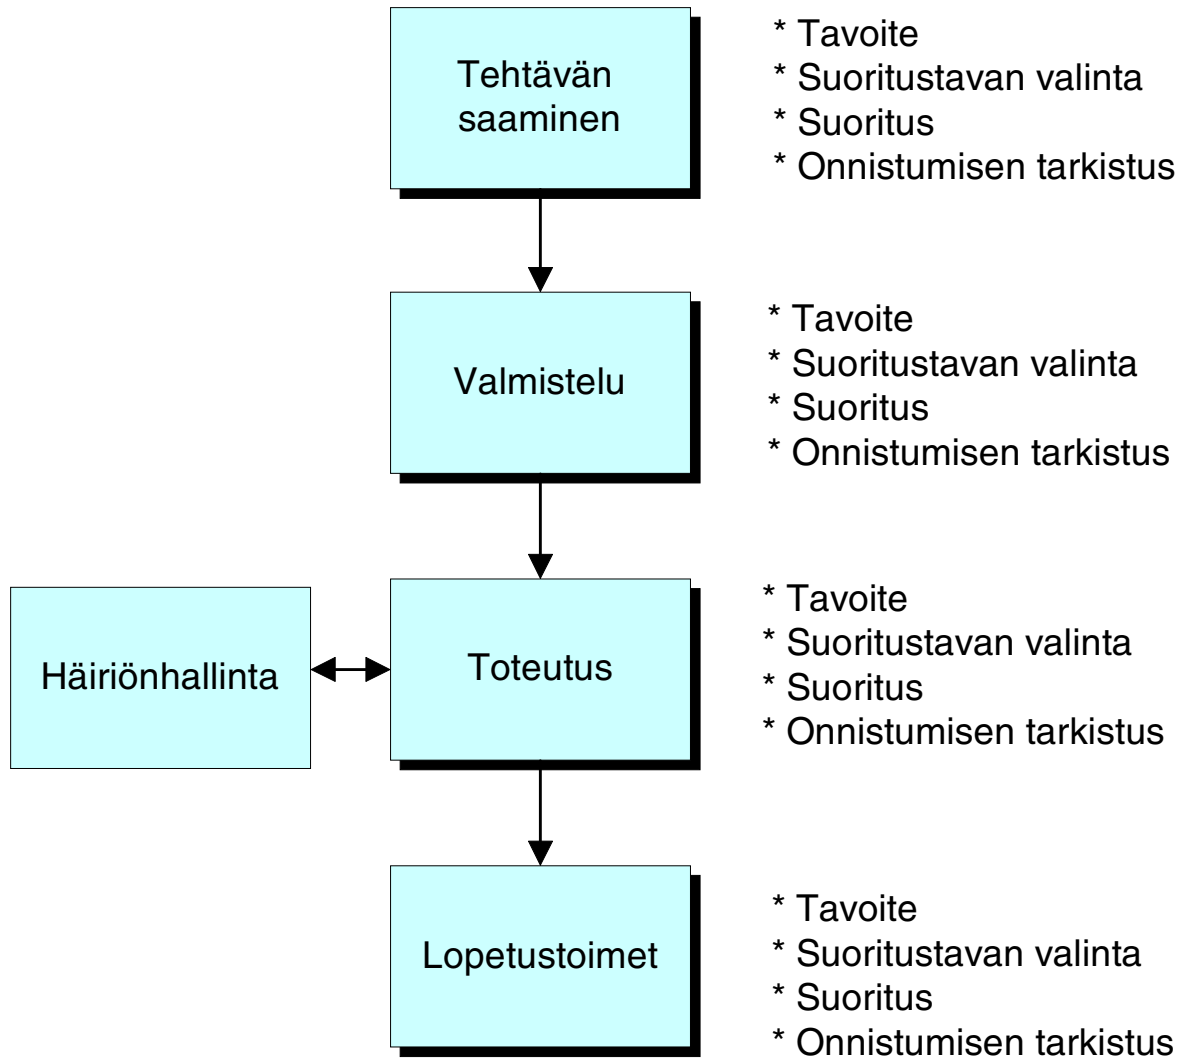 Tehtävän
saaminen
* Tavoite
* Suoritustavan valinta
* Suoritus
* Onnistumisen tarkistus
Valmistelu
* Tavoite
* Suoritustavan valinta
* Suoritus
* Onnistumisen tarkistus
Häiriönhallinta
Toteutus
* Tavoite
* Suoritustavan valinta
* Suoritus
* Onnistumisen tarkistus
Lopetustoimet
* Tavoite
* Suoritustavan valinta
* Suoritus
* Onnistumisen tarkistus